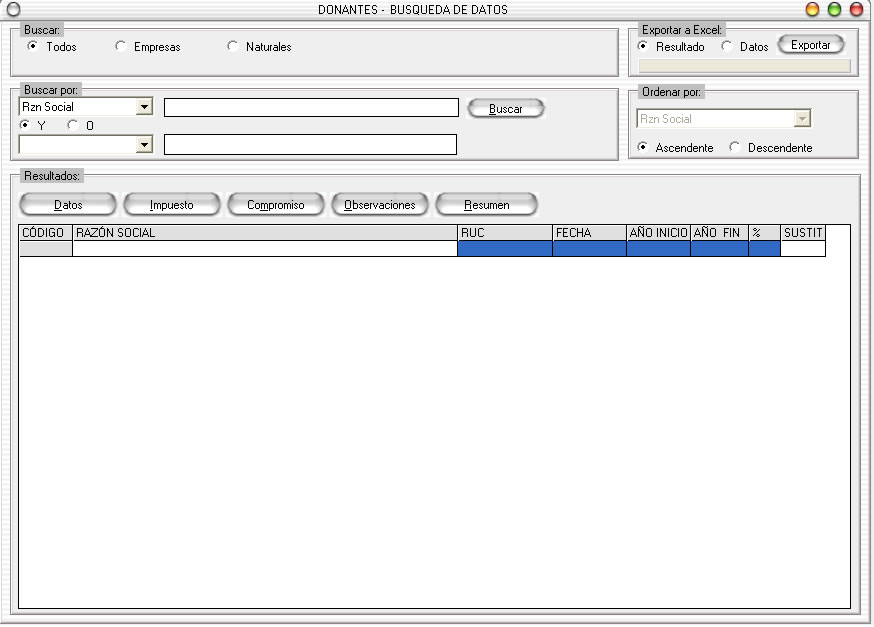 DONANTES - BUSQUEDA DE DATOS
Buscar:
Todos Empresas Naturales
Exportar a Excel:
Resultado Datos Exportar
Buscar por:
Rzn Social Buscar
Y O
Ordenar por:
Rzn Social
Ascendente Descendente
Resultados:
Datos Impuesto Compromiso Observaciones Resumen
CÓDIGO RAZÓN SOCIAL RUC FECHA AÑO INICIO AÑO FIN % SUSTIT